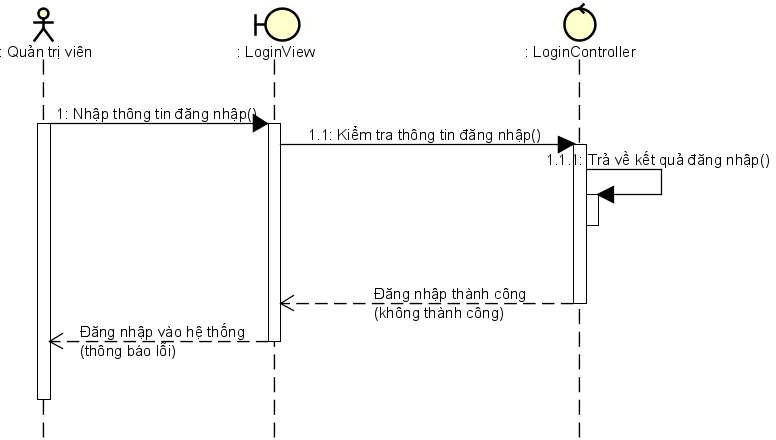 : Quản trị viên
: LoginView
: LoginController
1: Nhập thông tin đăng nhập()
1.1: Kiểm tra thông tin đăng nhập()
1.1.1: Trả về kết quả đăng nhập()
Đăng nhập thành công
(không thành công)
Đăng nhập vào hệ thống
(thông báo lỗi)